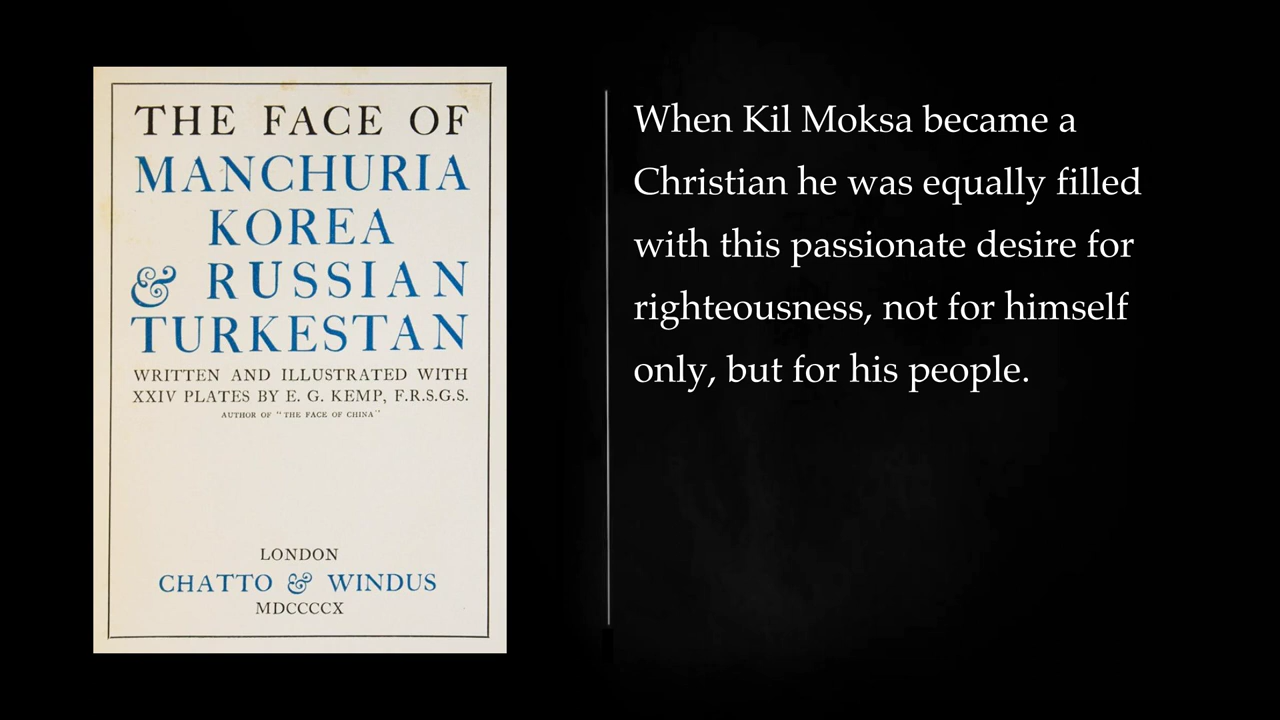 THE FACE OF
MANCHURIA
KOREA
& RUSSIAN
TURKESTAN
WRITTEN AND ILLUSTRATED WITH
XXIV PLATES BY E. G. KEMP, F.R.S.G.S.
AUTHOR OF "THE FACE OF CHINA"
LONDON
CHATTO & WINDUS
MDCCCCX
When Kil Moksa became a
Christian he was equally filled
with this passionate desire for
righteousness, not for himself
only, but for his people.